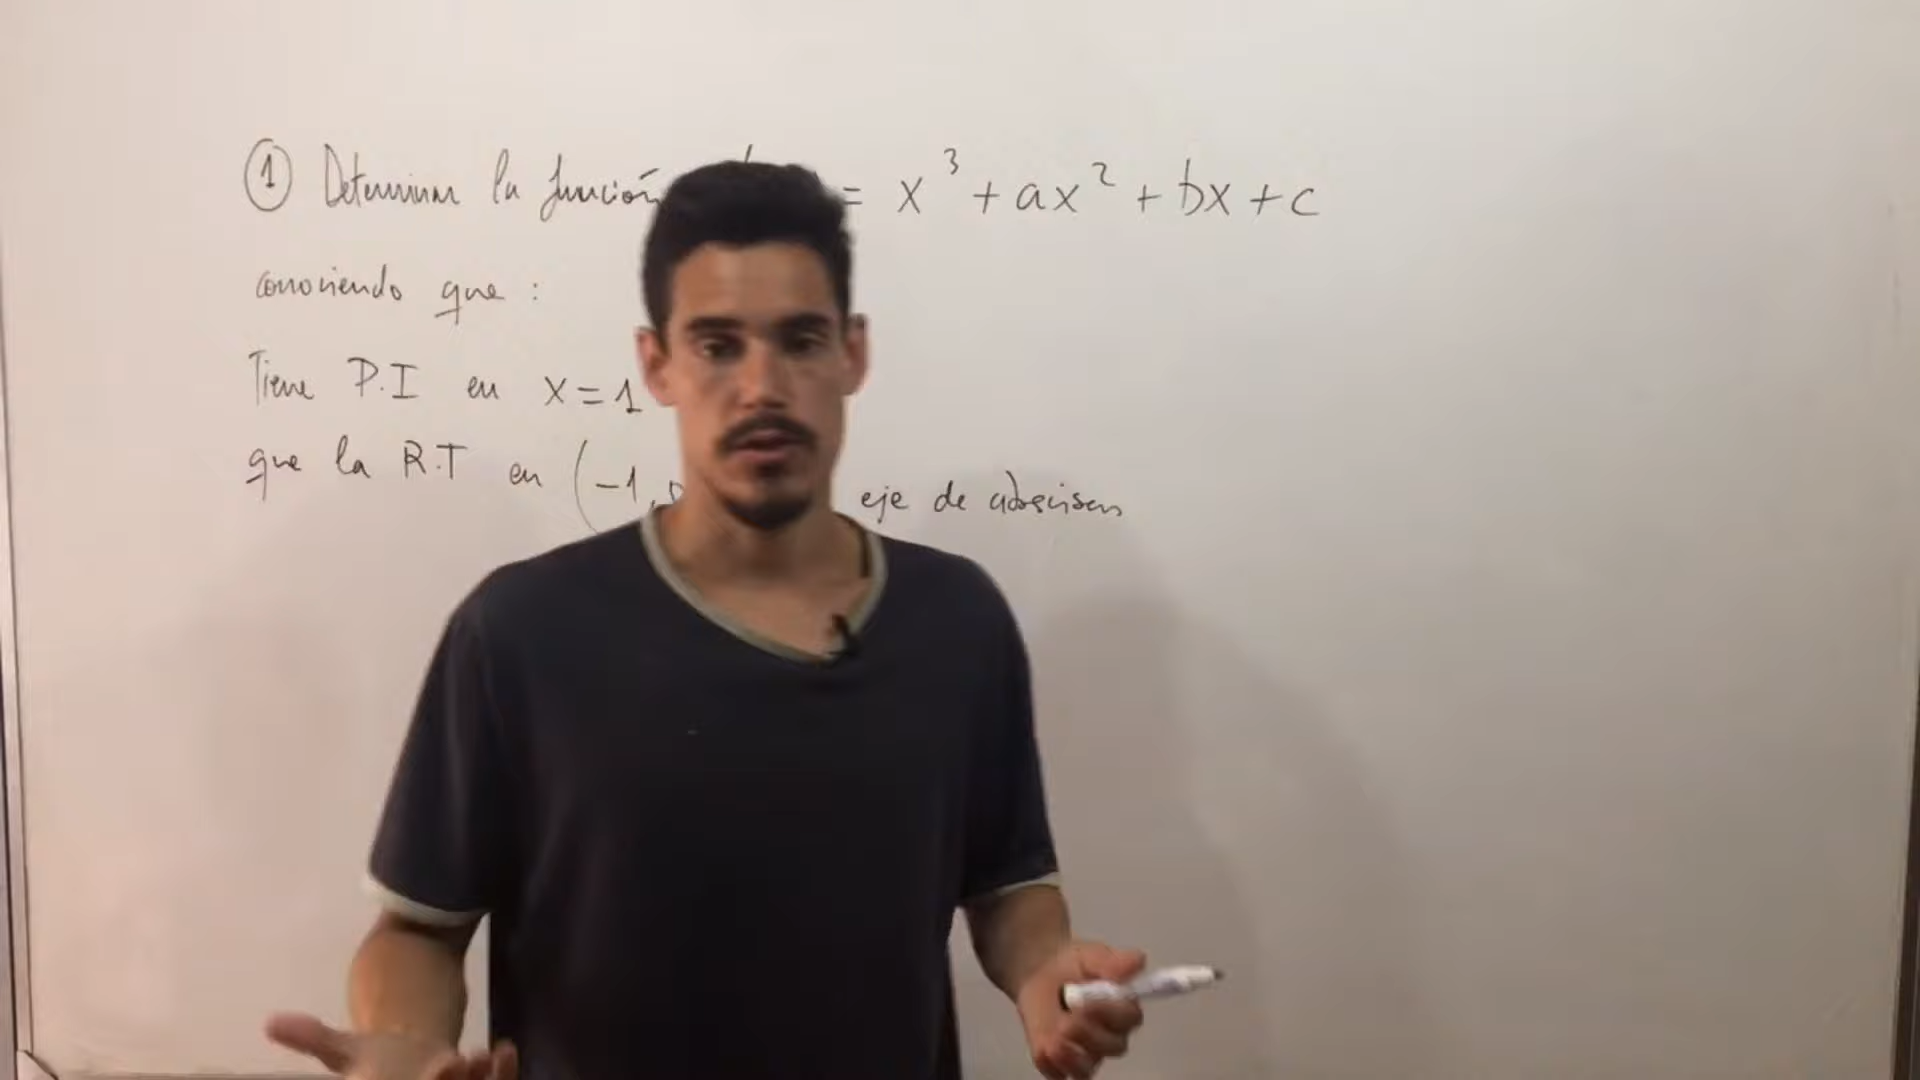 ① Determinar la función = x³ + ax² + bx + c
conociendo que :
Tiene P.I en x = 1
que la R.T en (-1, eje de abscisas